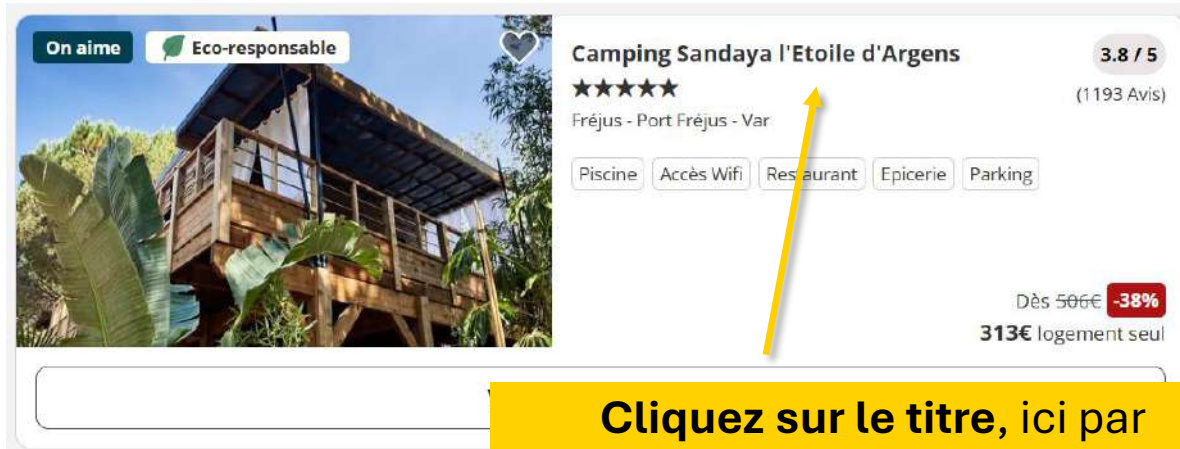 On aime
Eco-responsable
Camping Sandaya l'Etoile d'Argens
3.8 / 5
★★★★★
(1193 Avis)
Fréjus - Port Fréjus - Var
Piscine Accès Wifi Restaurant Epicerie Parking
Dès 506€ -38%
313€ logement seul
Cliquez sur le titre, ici par